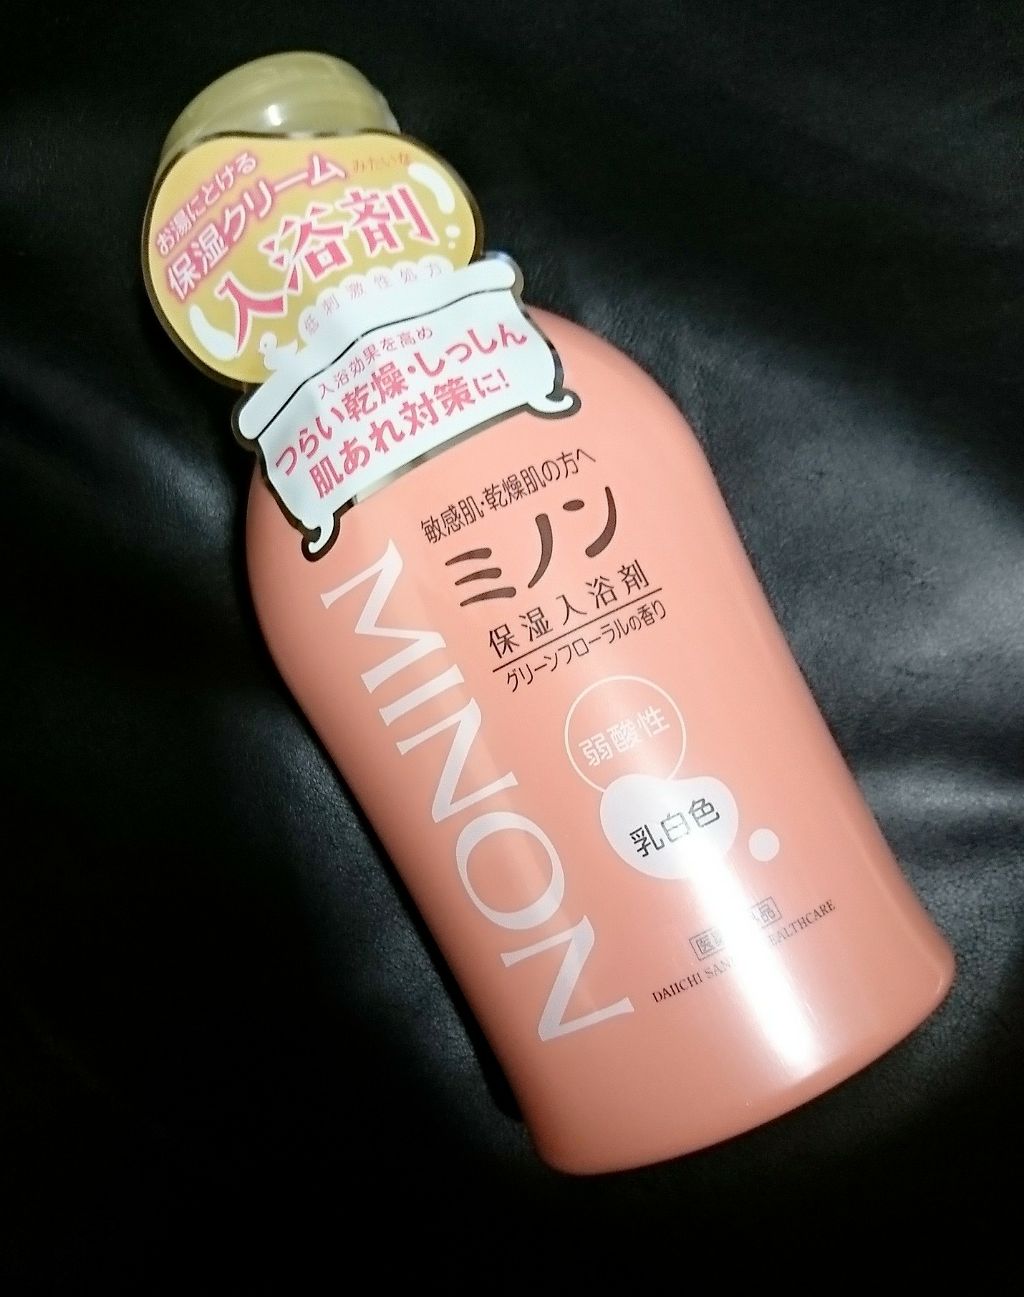 お湯にとける
保湿クリームみたいな
入浴剤
低刺激性処方
入浴効果を高め
つらい乾燥・しっしん
肌あれ対策に!
敏感肌・乾燥肌の方へ
ミノン
保湿入浴剤
グリーンフローラルの香り
MINON
弱酸性
乳白色
DAIICHI